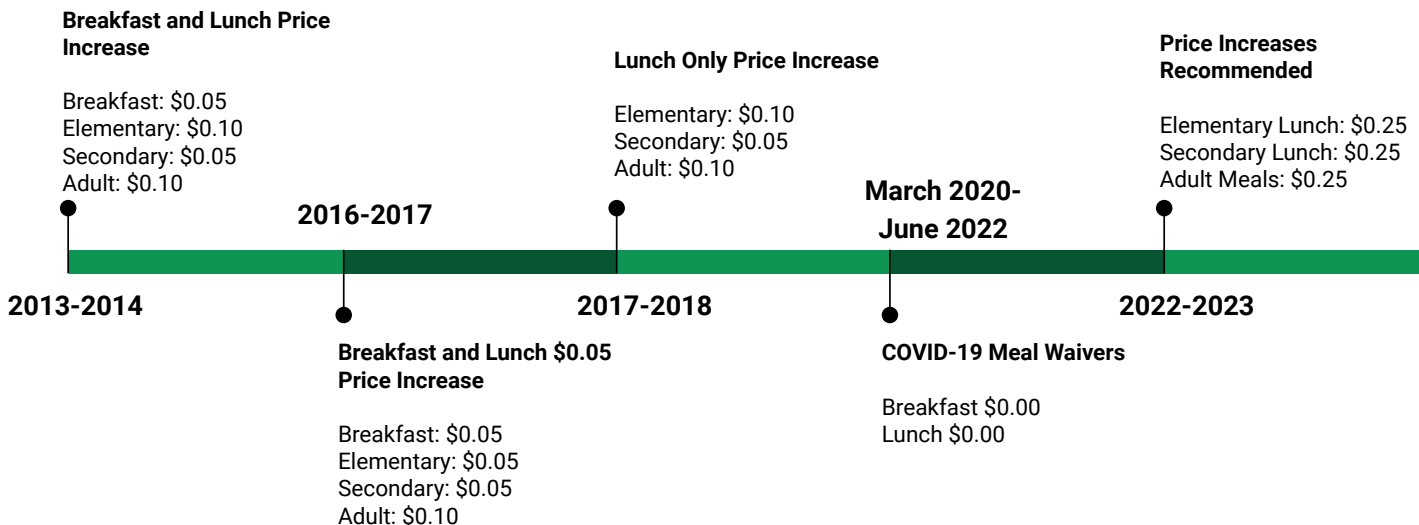 Breakfast and Lunch Price
Increase
Breakfast: $0.05
Elementary: $0.10
Secondary: $0.05
Adult: $0.10
2013-2014
2016-2017
Breakfast and Lunch $0.05
Price Increase
Breakfast: $0.05
Elementary: $0.05
Secondary: $0.05
Adult: $0.10
Lunch Only Price Increase
Elementary: $0.10
Secondary: $0.05
Adult: $0.10
2017-2018
March 2020-
June 2022
COVID-19 Meal Waivers
Breakfast $0.00
Lunch $0.00
Price Increases
Recommended
Elementary Lunch: $0.25
Secondary Lunch: $0.25
Adult Meals: $0.25
2022-2023